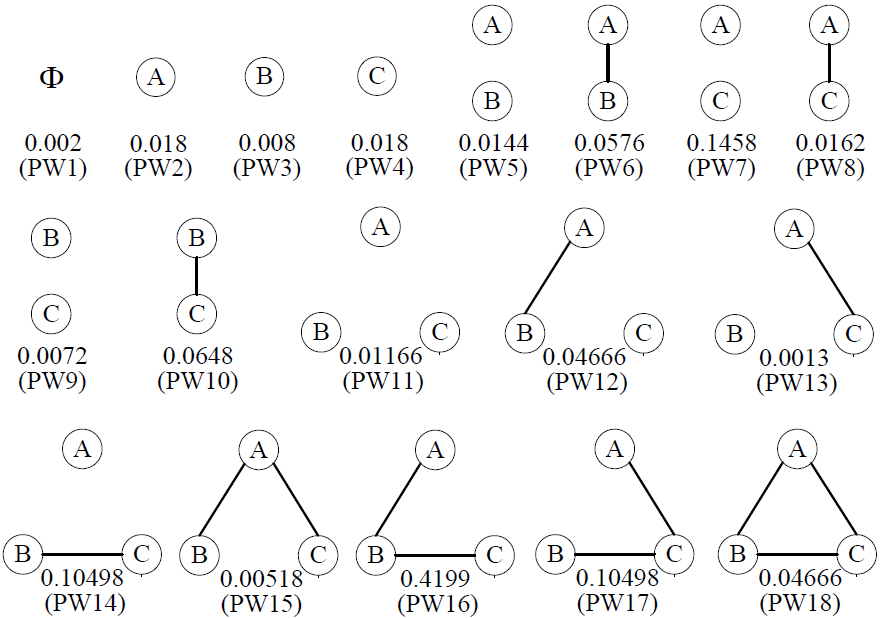 A A A A
Φ A B C
B B C C
0.002 0.018 0.008 0.018 0.0144 0.0576 0.1458 0.0162
(PW1) (PW2) (PW3) (PW4) (PW5) (PW6) (PW7) (PW8)
A A A
B B
C C
B C B C B C
0.0072 0.0648 0.01166 0.04666 0.0013
(PW9) (PW10) (PW11) (PW12) (PW13)
A A A A A
B C B C B C B C B C
0.10498 0.00518 0.4199 0.10498 0.04666
(PW14) (PW15) (PW16) (PW17) (PW18)